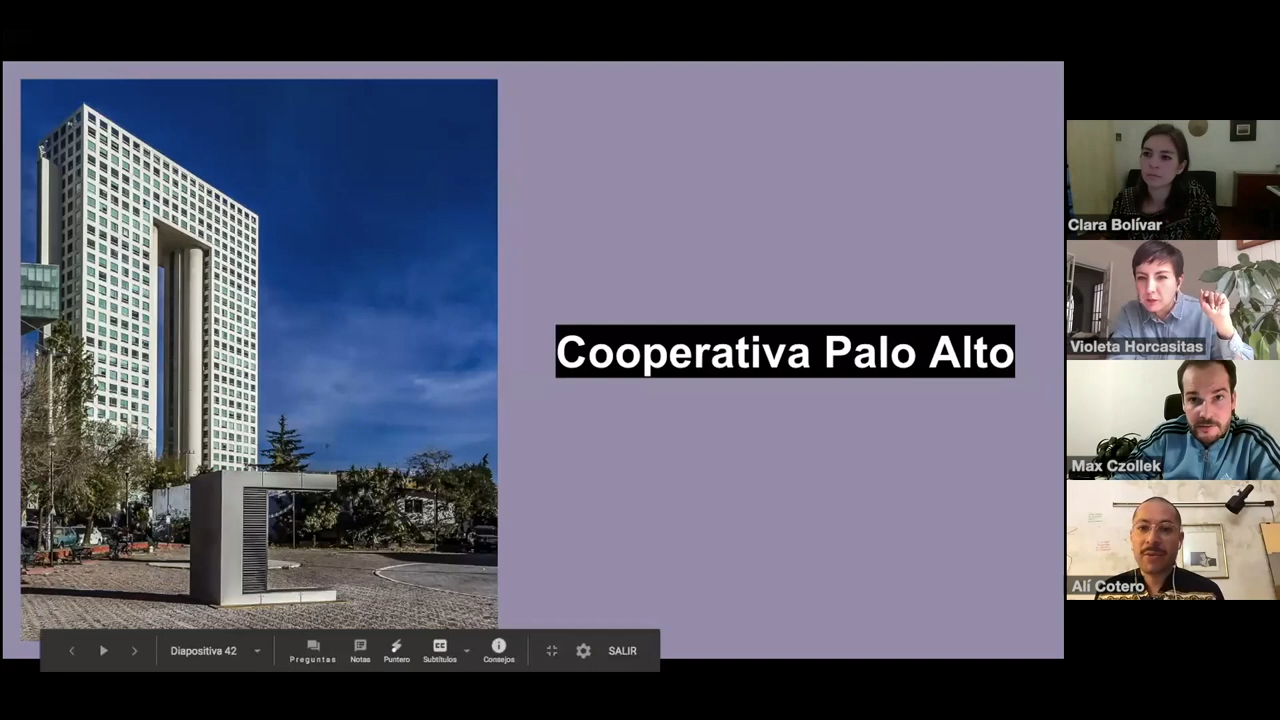 Cooperativa Palo Alto
Clara Bolívar
Violeta Horcasitas
Max Czollek
Alí Cotero
Diapositiva 42
Preguntas
Notas
Puntero
CC
Subtítulos
Consejos
SALIR